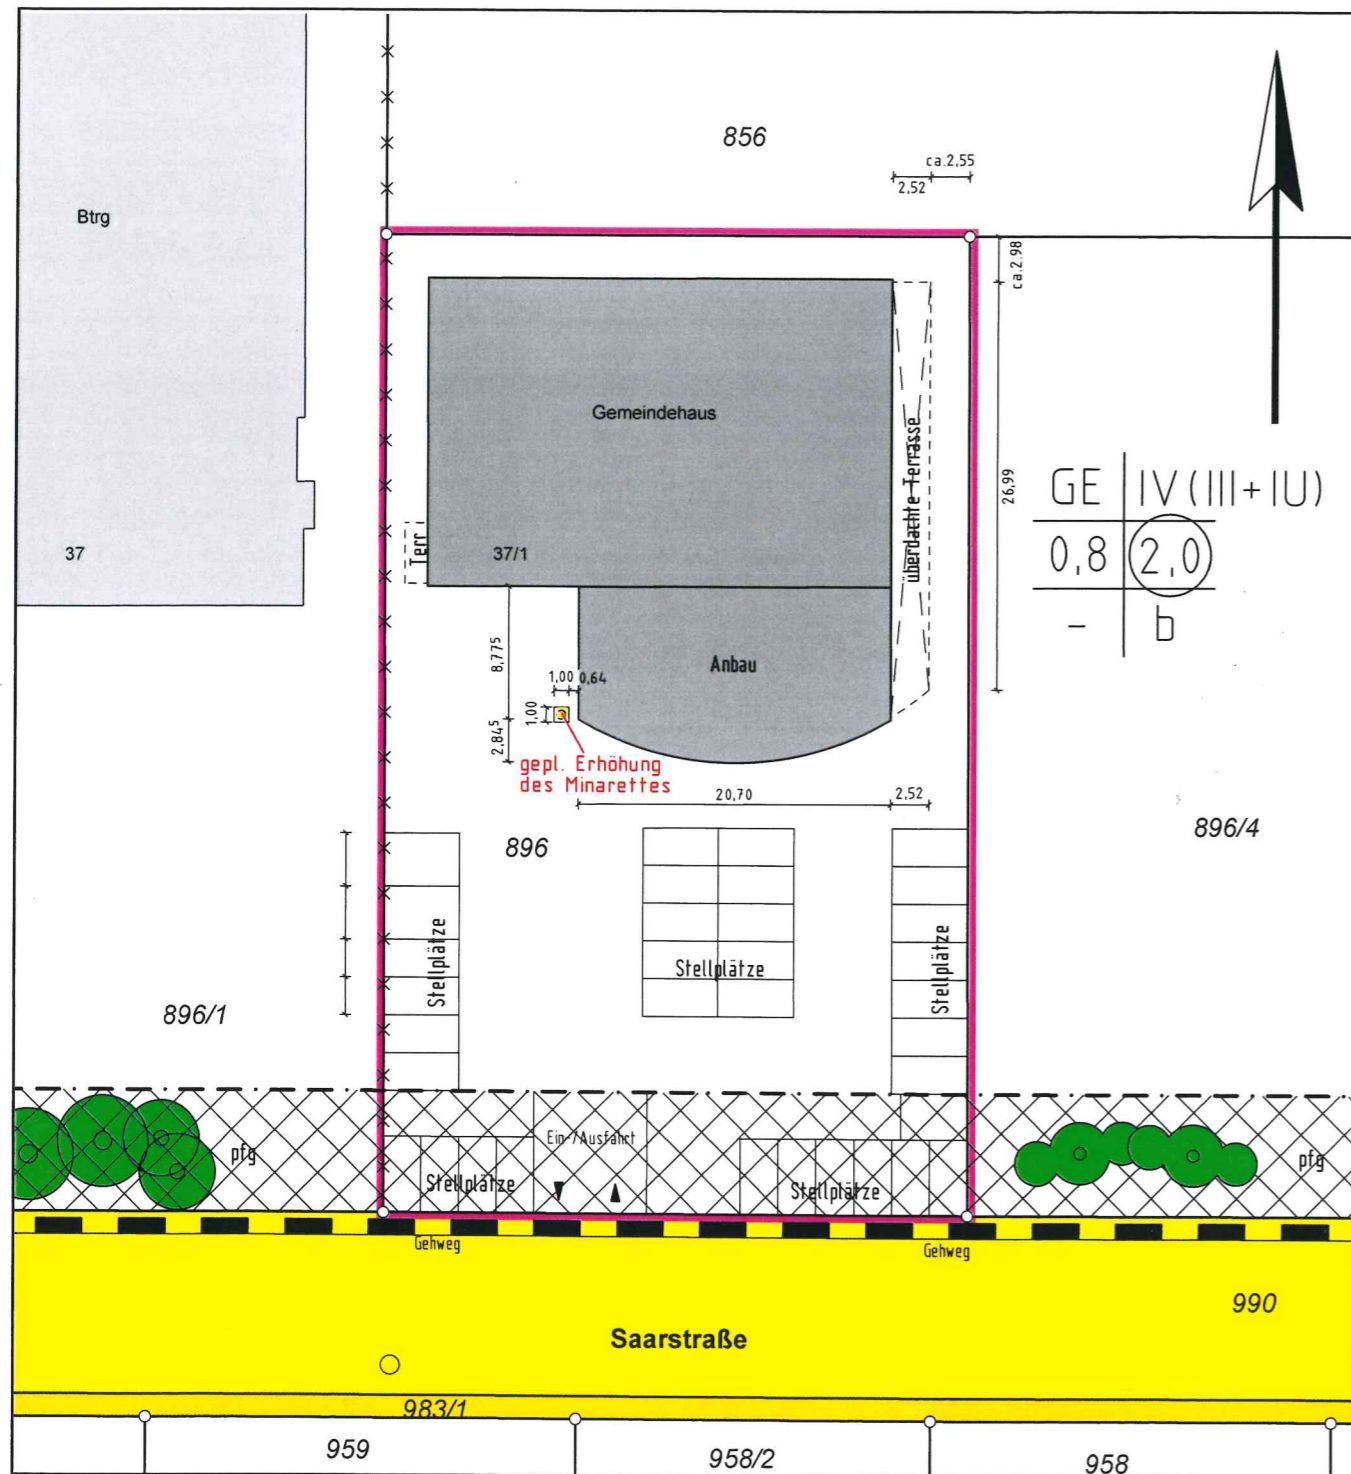 856
ca.2,55
2,52
Btrg
ca.2.98
Gemeindehaus
überdachte Terrasse
26,99
GE IV(III+IU)
0,8 2,0
- b
37
Terr
37/1
8,775
Anbau
1,00 0,64
1,00
2,84⁵
gepl. Erhöhung
des Minarettes
20,70
2,52
896/4
896
Stellplätze
Stellplätze
Stellplätze
896/1
pfg
Ein-/Ausfahrt
pfg
Stellplätze
Stellplätze
Gehweg
Gehweg
990
Saarstraße
983/1
959
958/2
958